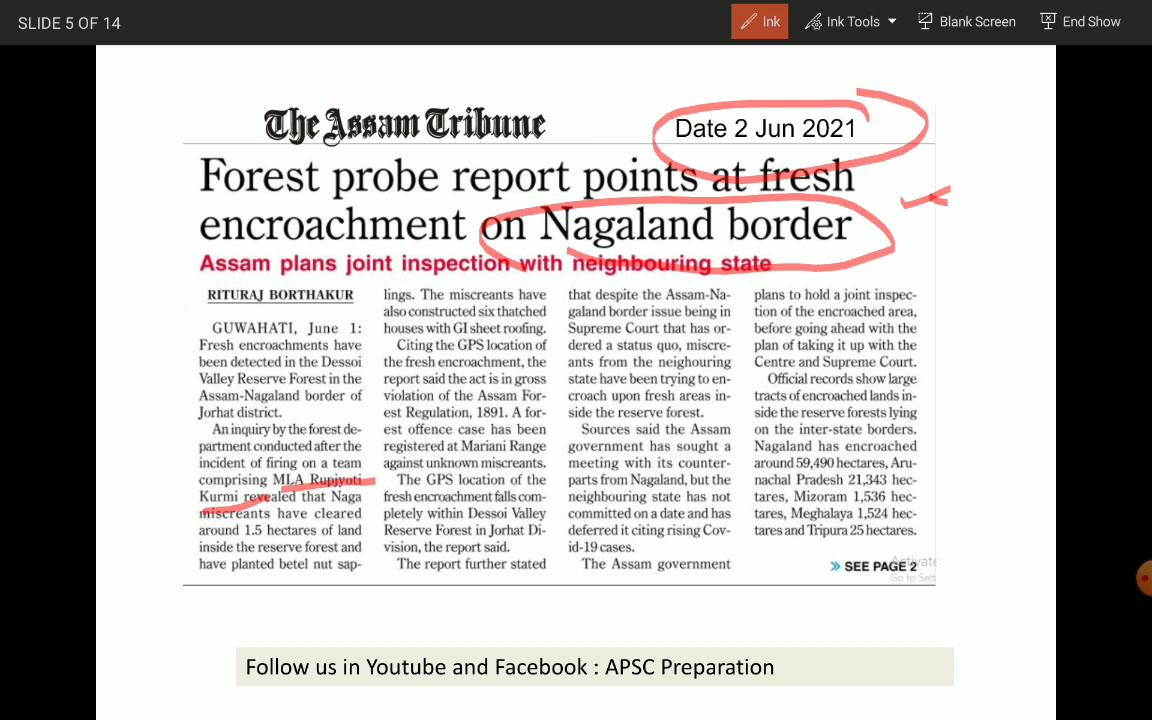 SLIDE 5 OF 14
Ink
Ink Tools
Blank Screen
End Show
The Assam Tribune
Date 2 Jun 2021
Forest probe report points at fresh
encroachment on Nagaland border
Assam plans joint inspection with neighbouring state
RITURAJ BORTHAKUR
GUWAHATI, June 1:
Fresh encroachments have
been detected in the Dessoi
Valley Reserve Forest in the
Assam-Nagaland border of
Jorhat district.
An inquiry by the forest de-
partment conducted after the
incident of firing on a team
comprising MLA Rupjyoti
Kurmi revealed that Naga
miscreants have cleared
around 1.5 hectares of land
inside the reserve forest and
have planted betel nut sap-
lings. The miscreants have
also constructed six thatched
houses with GI sheet roofing.
Citing the GPS location of
the fresh encroachment, the
report said the act is in gross
violation of the Assam For-
est Regulation, 1891. A for-
est offence case has been
registered at Mariani Range
against unknown miscreants.
The GPS location of the
fresh encroachment falls com-
pletely within Dessoi Valley
Reserve Forest in Jorhat Di-
vision, the report said.
The report further stated
that despite the Assam-Na-
galand border issue being in
Supreme Court that has or-
dered a status quo, miscre-
ants from the neighouring
state have been trying to en-
croach upon fresh areas in-
side the reserve forest.
Sources said the Assam
government has sought a
meeting with its counter-
parts from Nagaland, but the
neighbouring state has not
committed on a date and has
deferred it citing rising Cov-
id-19 cases.
The Assam government
plans to hold a joint inspec-
tion of the encroached area,
before going ahead with the
plan of taking it up with the
Centre and Supreme Court.
Official records show large
tracts of encroached lands in-
side the reserve forests lying
on the inter-state borders.
Nagaland has encroached
around 59,490 hectares, Aru-
nachal Pradesh 21,343 hec-
tares, Mizoram 1,536 hec-
tares, Meghalaya 1,524 hec-
tares and Tripura 25 hectares.
» SEE PAGE 2
Activate
Go to Sett
Follow us in Youtube and Facebook : APSC Preparation